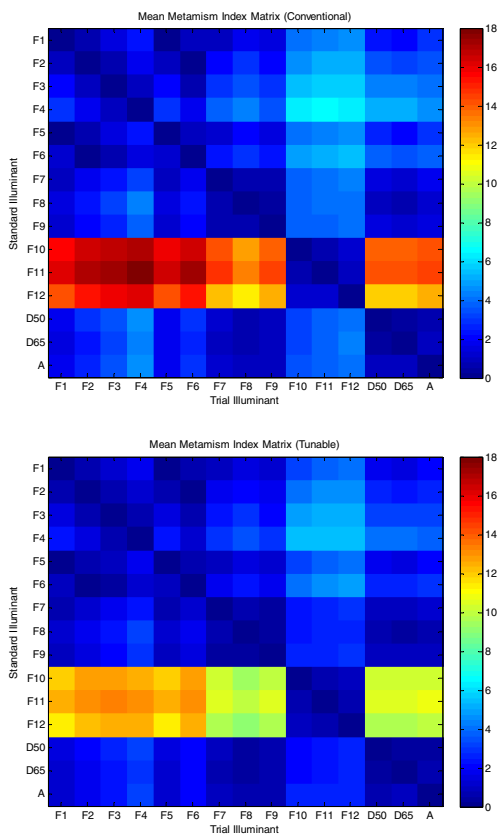 Mean Metamism Index Matrix (Conventional)
F1
F2
F3
F4
F5
F6
F7
F8
F9
F10
F11
F12
D50
D65
A
Standard Illuminant
F1 F2 F3 F4 F5 F6 F7 F8 F9 F10 F11 F12 D50 D65 A
Trial Illuminant
18
16
14
12
10
8
6
4
2
0
Mean Metamism Index Matrix (Tunable)
F1
F2
F3
F4
F5
F6
F7
F8
F9
F10
F11
F12
D50
D65
A
Standard Illuminant
F1 F2 F3 F4 F5 F6 F7 F8 F9 F10 F11 F12 D50 D65 A
Trial Illuminant
18
16
14
12
10
8
6
4
2
0